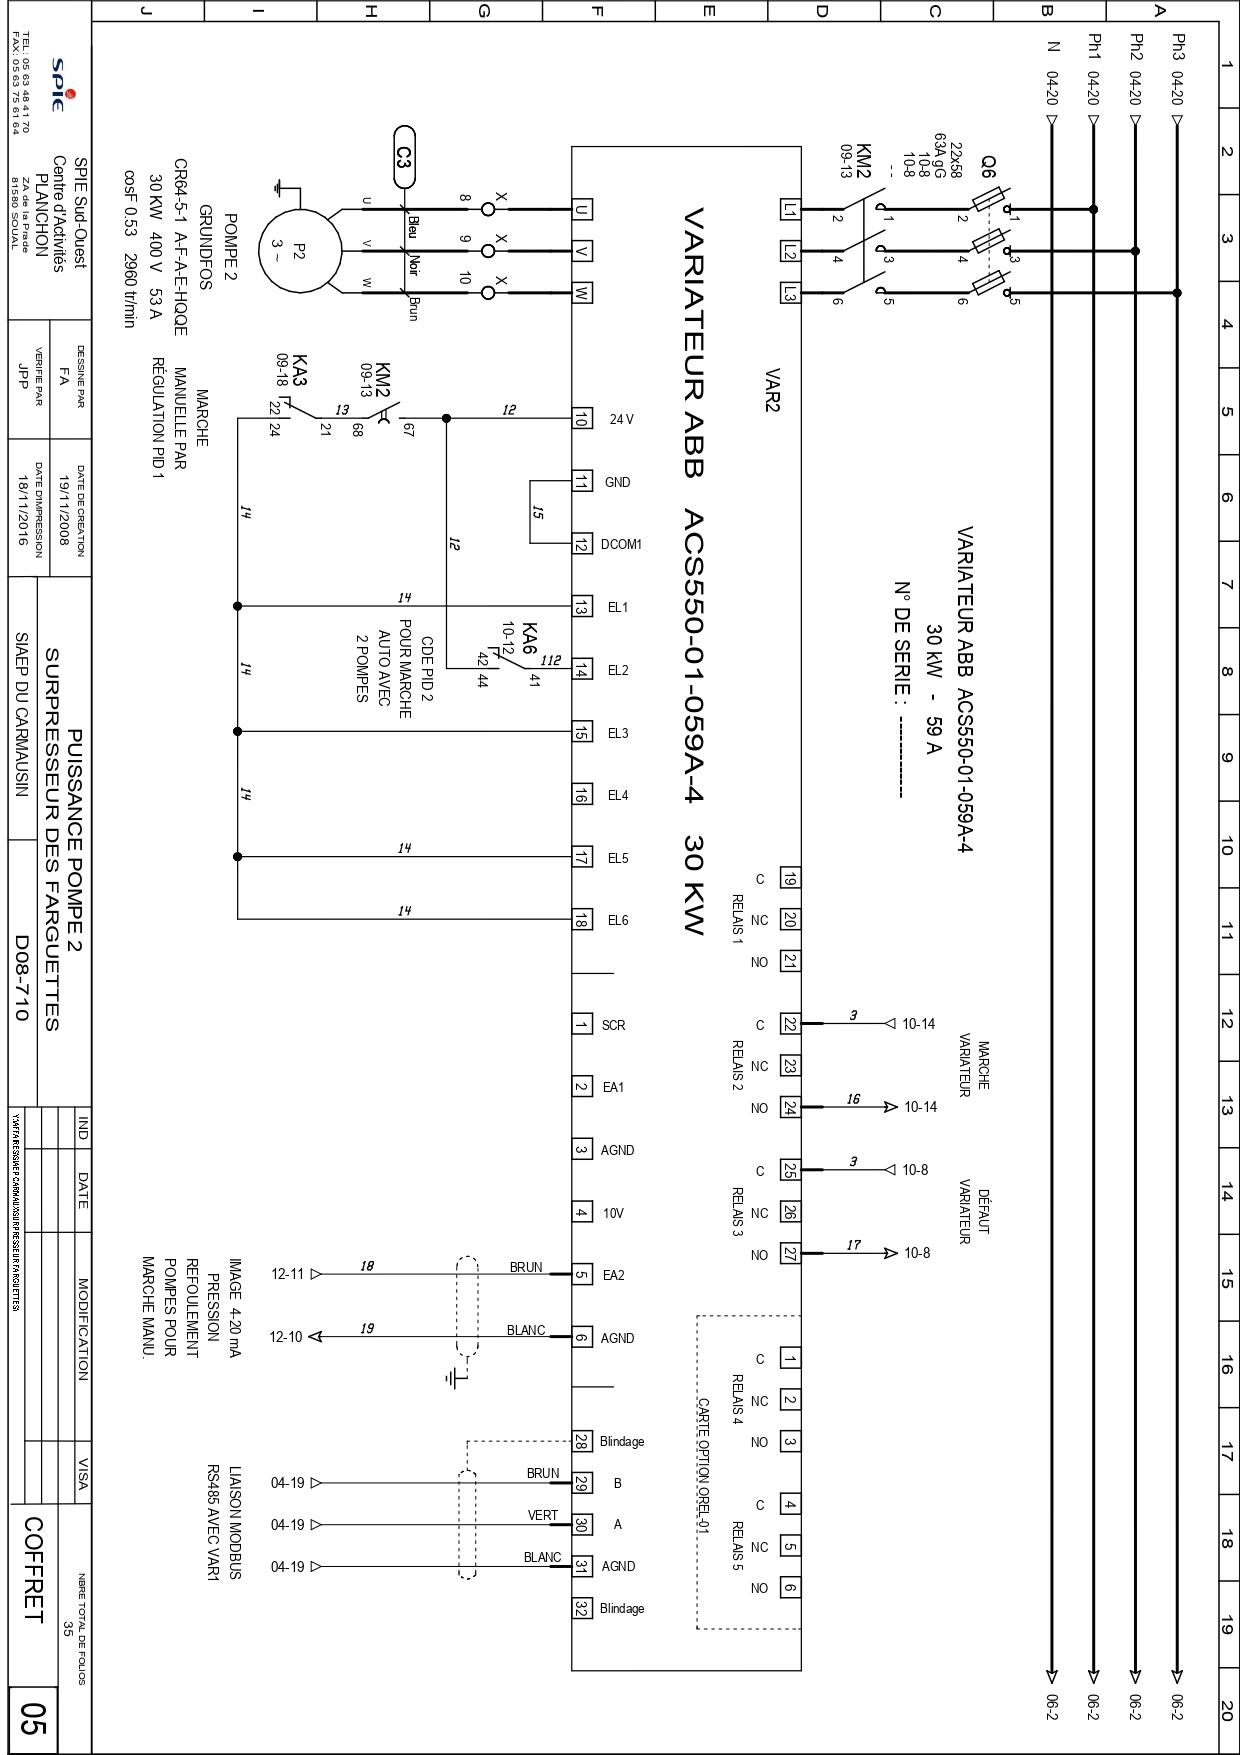 1 2 3 4 5 6 7 8 9 10 11 12 13 14 15 16 17 18 19 20
A
B
C
D
E
F
G
H
I
J
Ph3 04-20
06-2
Ph2 04-20
06-2
Ph1 04-20
06-2
N 04-20
06-2
Q6
22x58
63A gG
10-8
10-8
- -
1 3 5
2 4 6
KM2
09-13
1 3 5
2 4 6
L1 L2 L3
VAR2
VARIATEUR ABB ACS550-01-059A-4
30 kW - 59 A
N° DE SERIE : ----------
MARCHE
VARIATEUR
10-14
10-14
3
16
DÉFAUT
VARIATEUR
10-8
10-8
3
17
19 20 21
C NC NO
RELAIS 1
22 23 24
C NC NO
RELAIS 2
25 26 27
C NC NO
RELAIS 3
1 2 3
C NC NO
RELAIS 4
4 5 6
C NC NO
RELAIS 5
CARTE OPTION OREL-01
VARIATEUR ABB ACS550-01-059A-4 30 KW
24 V
GND
DCOM1
EL1
EL2
EL3
EL4
EL5
EL6
SCR
EA1
AGND
10V
EA2
AGND
Blindage
B
A
AGND
Blindage
U V W
10 11 12 13 14 15 16 17 18
1 2 3 4 5 6
28 29 30 31 32
X X X
8 9 10
C3
Bleu
Noir
Brun
U V W
P2
3 ~
POMPE 2
GRUNDFOS
CR64-5-1 A-F-A-E-HQQE
30 KW 400 V 53 A
cosF 0.53 2960 tr/min
12
15
12
112
KA6
10-12
41
42 44
KM2
09-13
67
68
13
KA3
09-18
21
22 24
14
14
14
14
14
14
CDE PID 2
POUR MARCHE
AUTO AVEC
2 POMPES
MARCHE
MANUELLE PAR
RÉGULATION PID 1
BRUN
BLANC
18
19
12-11
12-10
IMAGE 4-20 mA
PRESSION
REFOULEMENT
POMPES POUR
MARCHE MANU.
BRUN
VERT
BLANC
04-19
04-19
04-19
LIAISON MODBUS
RS485 AVEC VAR1
SPIE
TEL : 05 63 48 41 70
FAX: 05 63 75 61 64
SPIE Sud-Ouest
Centre d'Activités
PLANCHON
ZA de la Prade
81580 SOUAL
DESSINE PAR
FA
VERIFIE PAR
JPP
DATE DE CREATION
19/11/2008
DATE D'IMPRESSION
18/11/2016
PUISSANCE POMPE 2
SURPRESSEUR DES FARGUETTES
SIAEP DU CARMAUSIN
D08-710
IND DATE MODIFICATION VISA
NBRE TOTAL DE FOLIOS
35
COFFRET
05